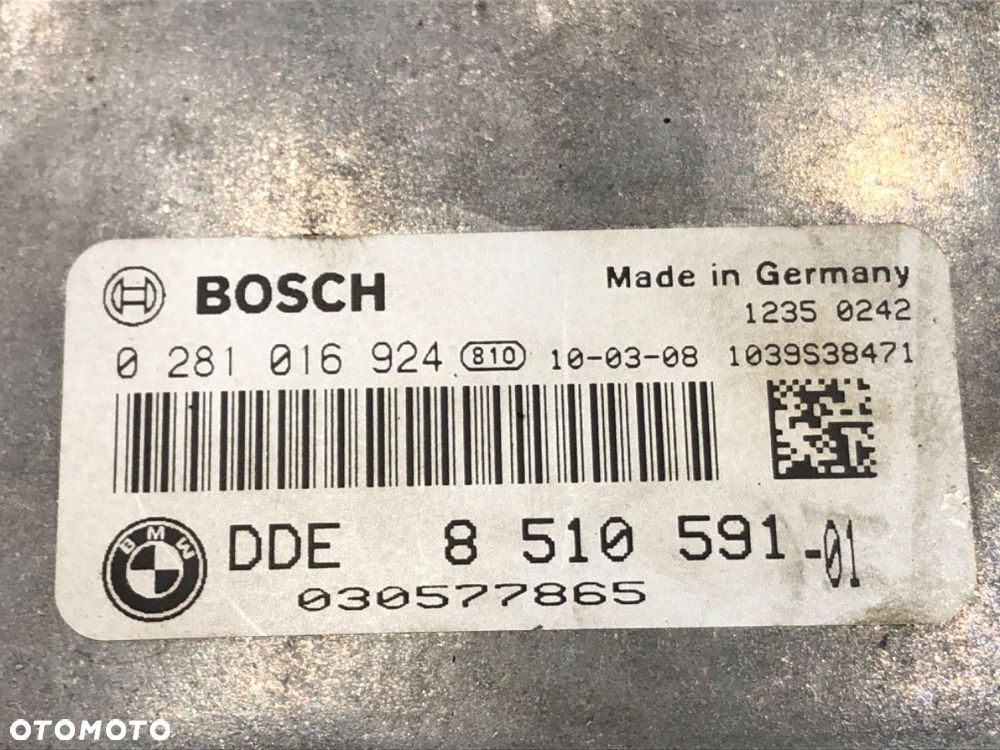 BOSCH
Made in Germany
1235 0242
0 281 016 924 810 10-03-08 1039S38471
BMW
DDE 8 510 591-01
030577865
OTOMOTO